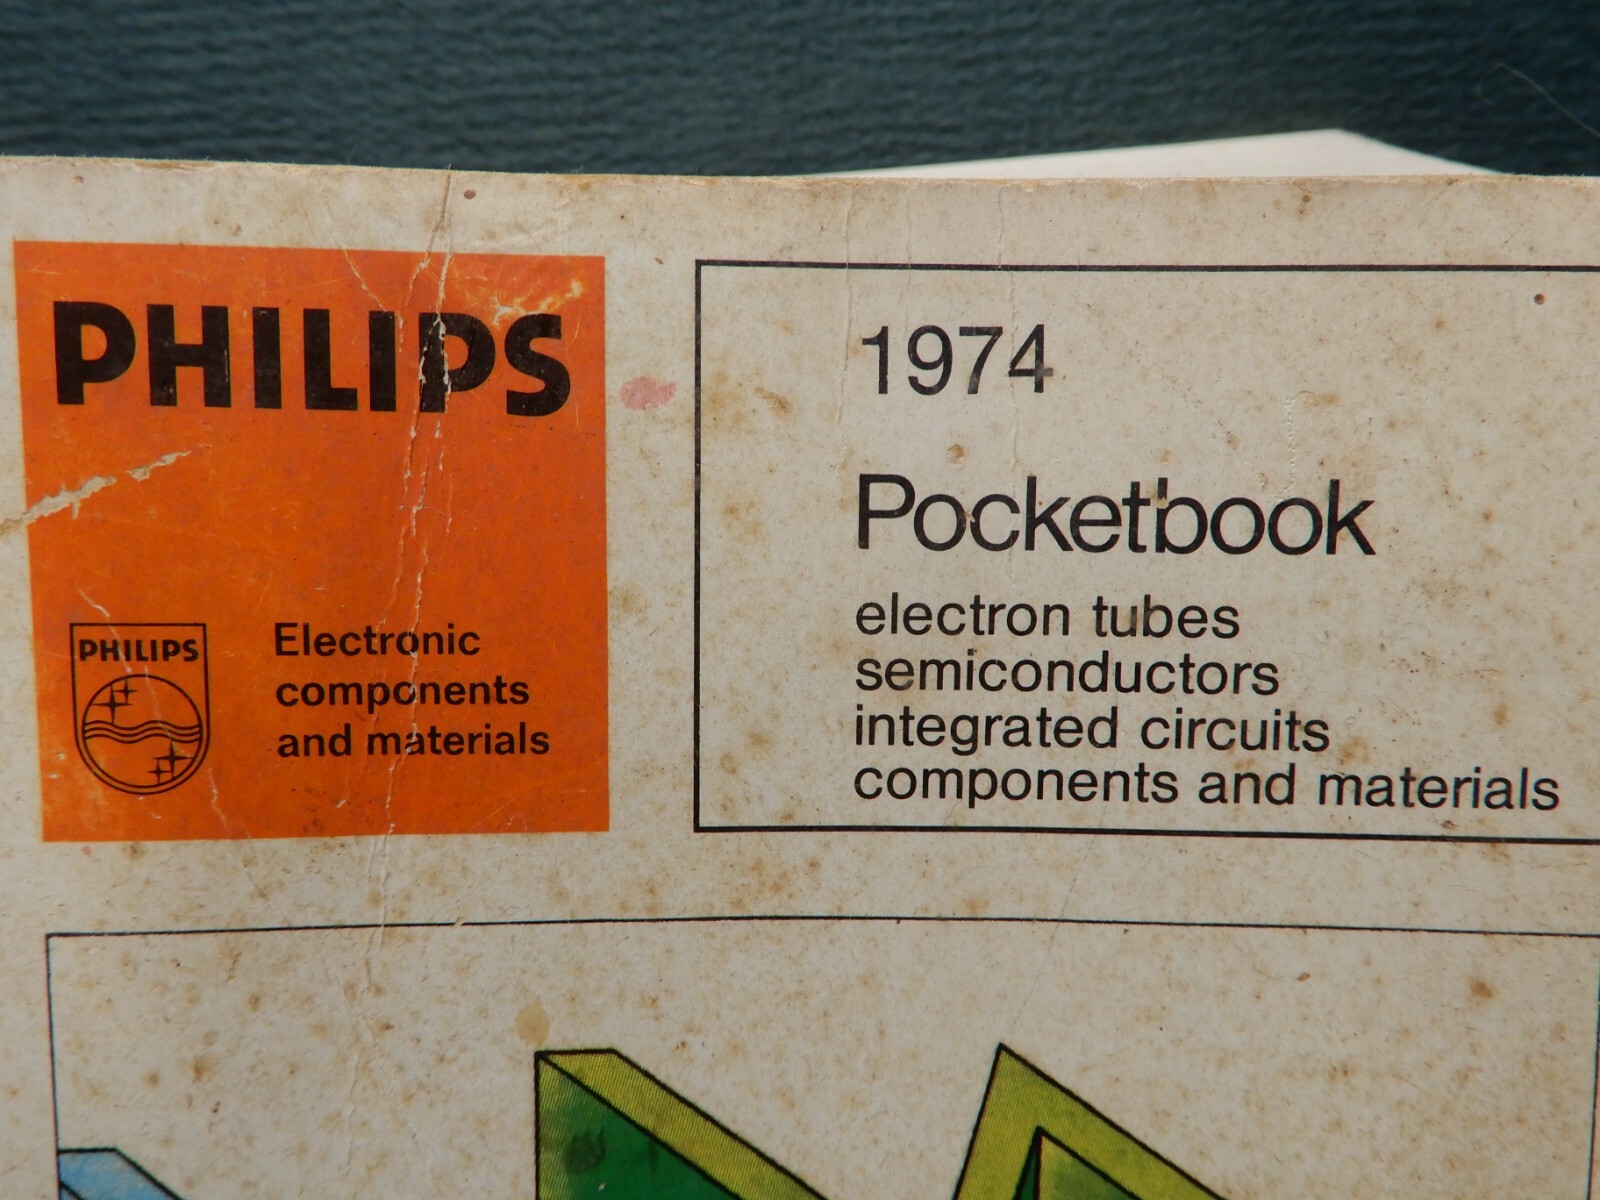 PHILIPS
PHILIPS
Electronic
components
and materials
1974
Pocketbook
electron tubes
semiconductors
integrated circuits
components and materials